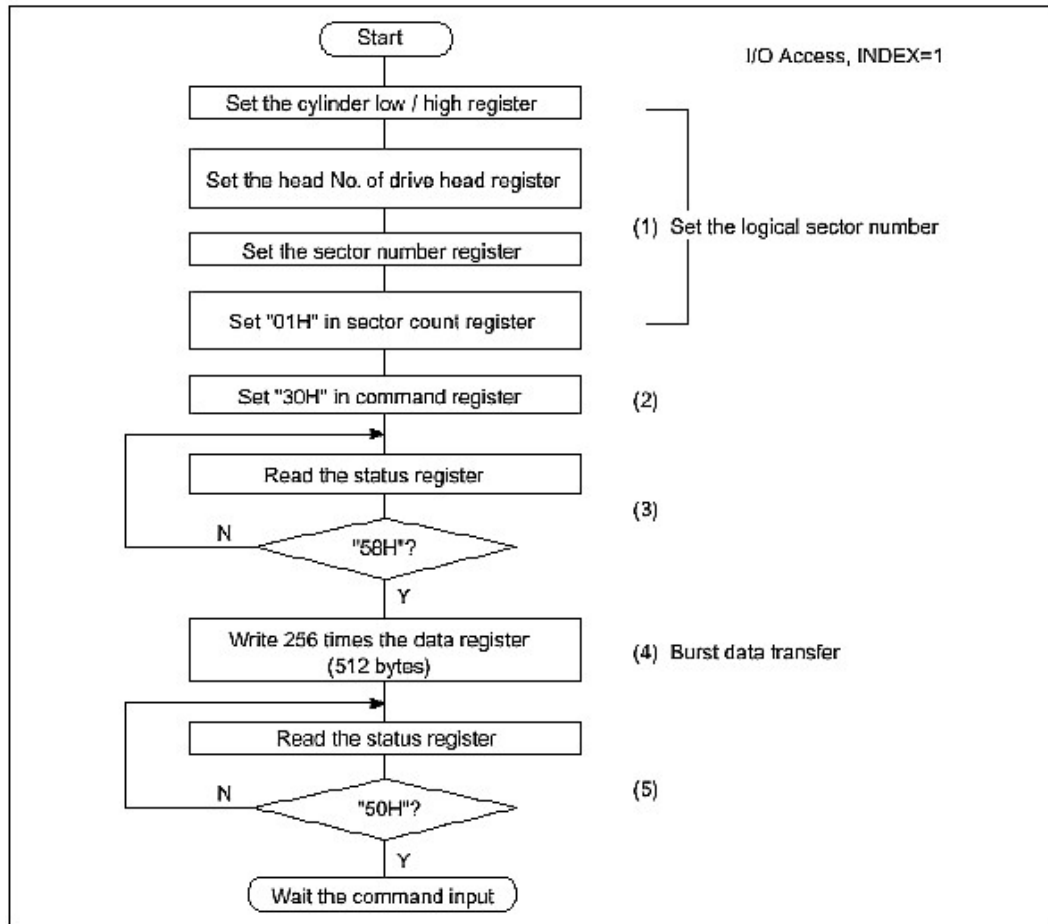 Start
I/O Access, INDEX=1
Set the cylinder low / high register
Set the head No. of drive head register
(1) Set the logical sector number
Set the sector number register
Set "01H" in sector count register
Set "30H" in command register
(2)
Read the status register
(3)
N
"58H"?
Y
Write 256 times the data register
(512 bytes)
(4) Burst data transfer
Read the status register
N
"50H"?
(5)
Y
Wait the command input